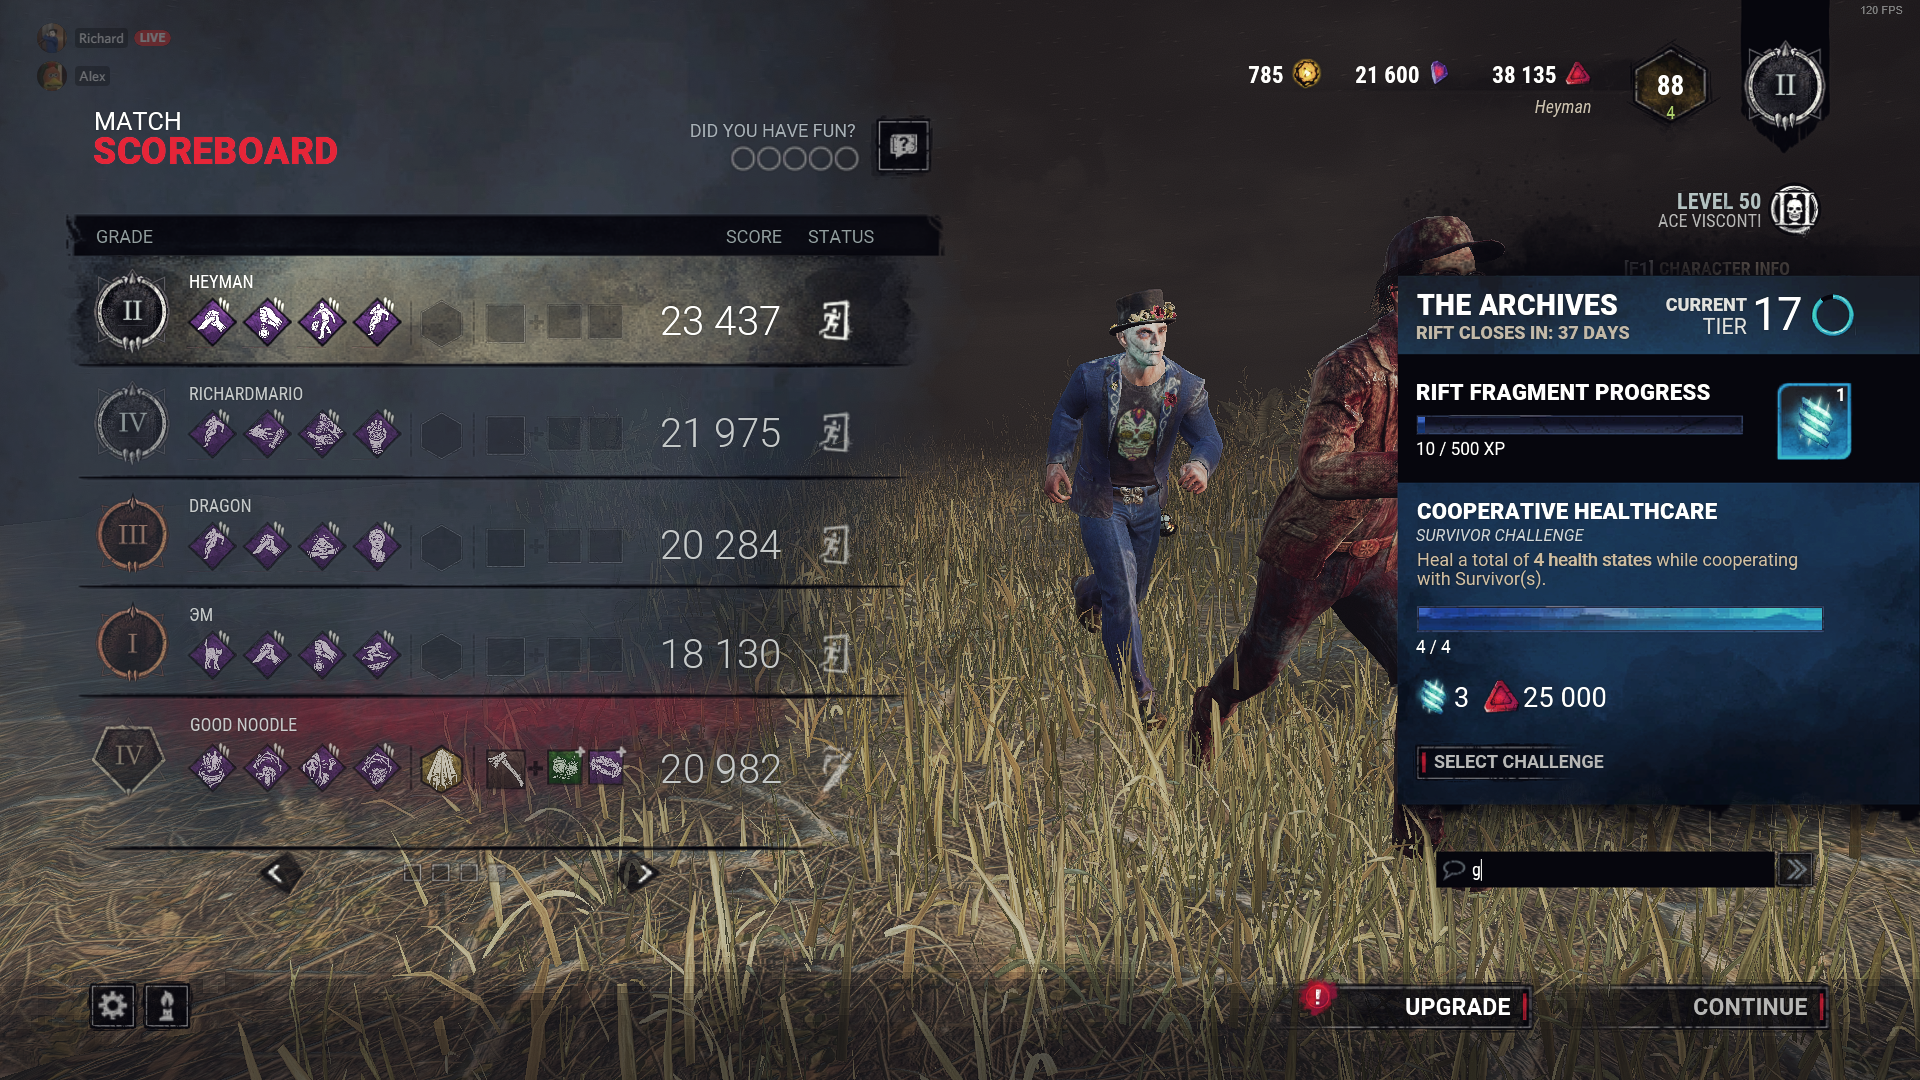 120 FPS
Richard LIVE
Alex
785
21 600
38 135
Heyman
88
4
II
MATCH
SCOREBOARD
DID YOU HAVE FUN?
LEVEL 50
ACE VISCONTI
[F1] CHARACTER INFO
GRADE SCORE STATUS
HEYMAN
II
23 437
RICHARDMARIO
IV
21 975
DRAGON
III
20 284
ЭМ
I
18 130
GOOD NOODLE
IV
20 982
THE ARCHIVES
RIFT CLOSES IN: 37 DAYS
CURRENT
TIER 17
RIFT FRAGMENT PROGRESS
1
10 / 500 XP
COOPERATIVE HEALTHCARE
SURVIVOR CHALLENGE
Heal a total of 4 health states while cooperating
with Survivor(s).
4 / 4
3 25 000
SELECT CHALLENGE
g
UPGRADE
CONTINUE